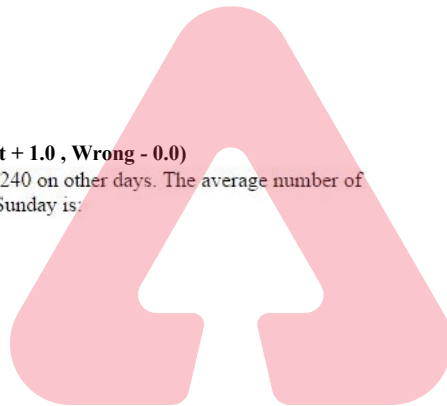 t + 1.0 , Wrong - 0.0)
240 on other days. The average number of
Sunday is: